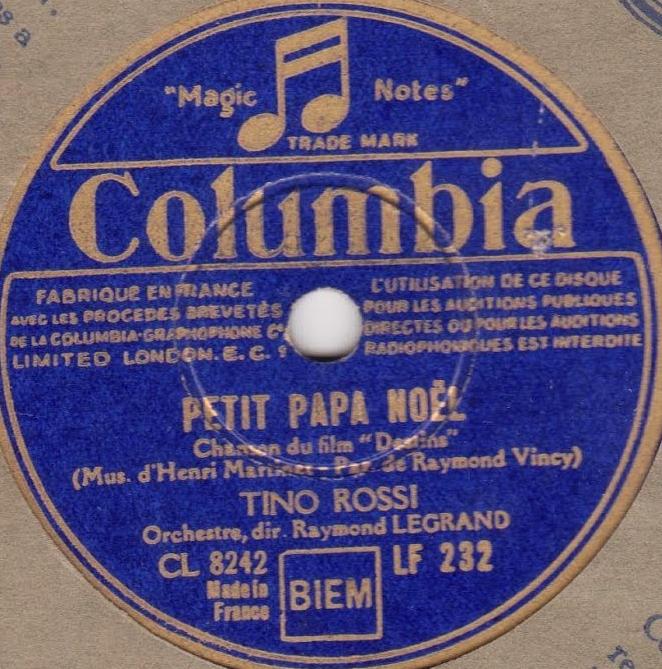 "Magic Notes"
TRADE MARK
Columbia
FABRIQUÉ EN FRANCE
AVEC LES PROCÉDÉS BREVETÉS
DE LA COLUMBIA-GRAPHOPHONE Cº
LIMITED LONDON. E. C. 1
L'UTILISATION DE CE DISQUE
POUR LES AUDITIONS PUBLIQUES
DIRECTES OU POUR LES AUDITIONS
RADIOPHONIQUES EST INTERDITE
PETIT PAPA NOËL
Chanson du film "Destins"
(Mus. d'Henri Martinet - Par. de Raymond Vincy)
TINO ROSSI
Orchestre, dir. Raymond LEGRAND
CL 8242
LF 232
Made in
France
BIEM